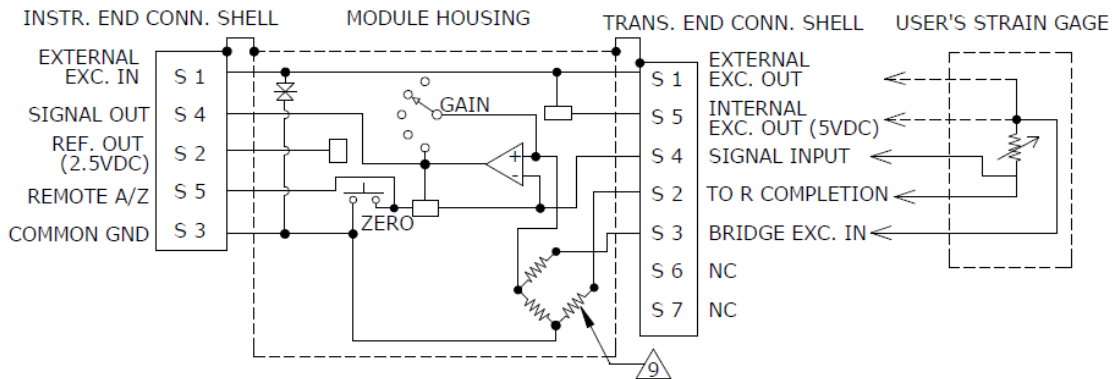 INSTR. END CONN. SHELL
MODULE HOUSING
TRANS. END CONN. SHELL
USER'S STRAIN GAGE
EXTERNAL
EXC. IN
S 1
SIGNAL OUT
S 4
REF. OUT
(2.5VDC)
S 2
REMOTE A/Z
S 5
COMMON GND
S 3
GAIN
+
-
ZERO
S 1
EXTERNAL
EXC. OUT
S 5
INTERNAL
EXC. OUT (5VDC)
S 4
SIGNAL INPUT
S 2
TO R COMPLETION
S 3
BRIDGE EXC. IN
S 6
NC
S 7
NC
9